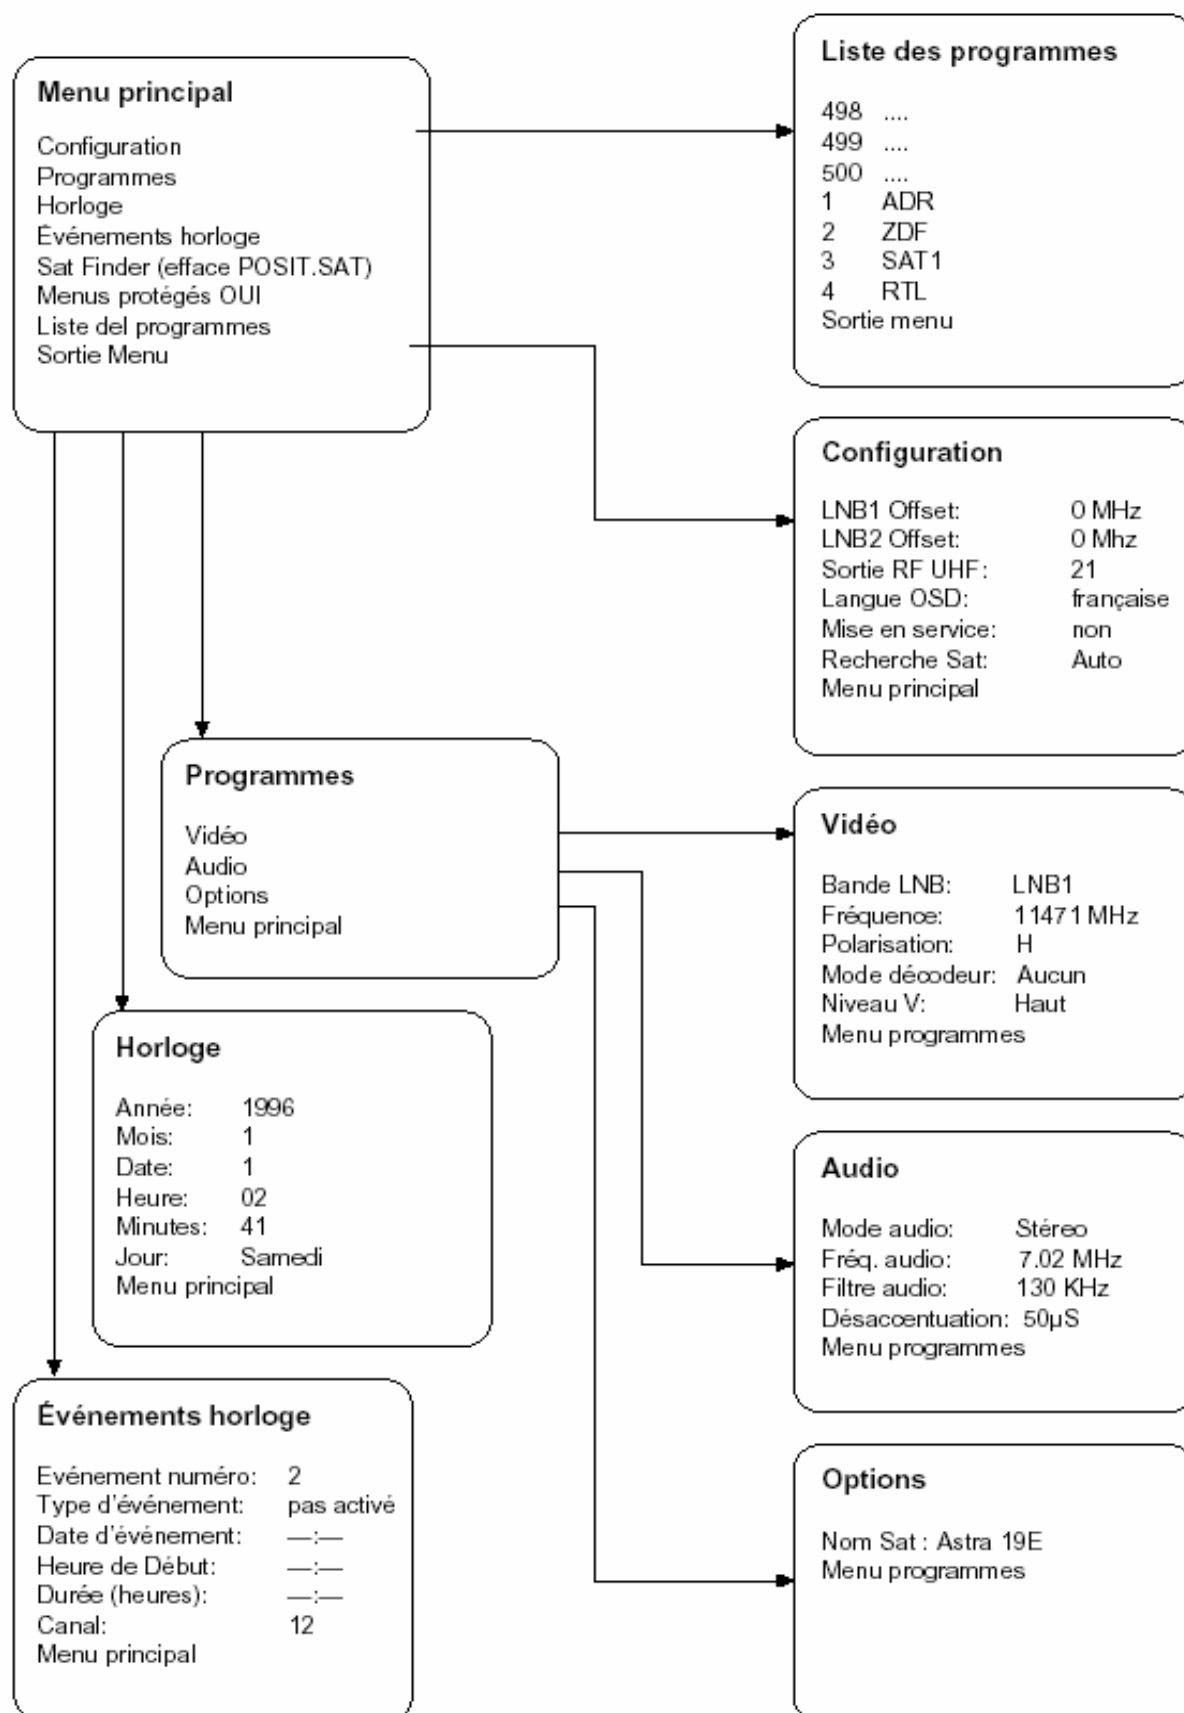 Menu principal
Configuration
Programmes
Horloge
Événements horloge
Sat Finder (efface POSIT.SAT)
Menus protégés OUI
Liste del programmes
Sortie Menu
Liste des programmes
498 ....
499 ....
500 ....
1 ADR
2 ZDF
3 SAT1
4 RTL
Sortie menu
Configuration
LNB1 Offset: 0 MHz
LNB2 Offset: 0 Mhz
Sortie RF UHF: 21
Langue OSD: française
Mise en service: non
Recherche Sat: Auto
Menu principal
Programmes
Vidéo
Audio
Options
Menu principal
Vidéo
Bande LNB: LNB1
Fréquence: 11471 MHz
Polarisation: H
Mode décodeur: Aucun
Niveau V: Haut
Menu programmes
Horloge
Année: 1996
Mois: 1
Date: 1
Heure: 02
Minutes: 41
Jour: Samedi
Menu principal
Audio
Mode audio: Stéreo
Fréq. audio: 7.02 MHz
Filtre audio: 130 KHz
Désaccentuation: 50µS
Menu programmes
Événements horloge
Evénement numéro: 2
Type d'événement: pas activé
Date d'événement: —:—
Heure de Début: —:—
Durée (heures): —:—
Canal: 12
Menu principal
Options
Nom Sat : Astra 19E
Menu programmes